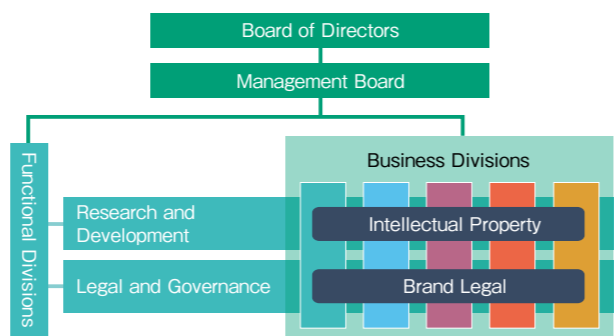 Board of Directors
Management Board
Functional Divisions
Business Divisions
Research and
Development
Intellectual Property
Legal and Governance
Brand Legal